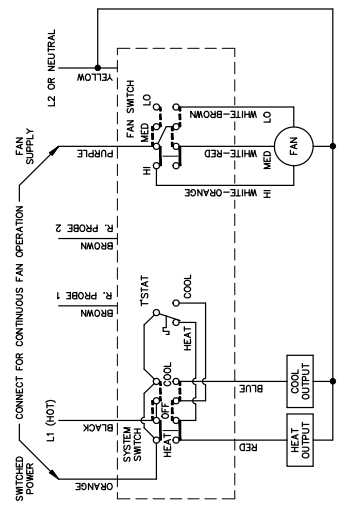 SWITCHED
POWER
CONNECT FOR CONTINUOUS FAN OPERATION
FAN
SUPPLY
L1 (HOT)
R. PROBE 1
R. PROBE 2
L2 OR NEUTRAL
ORANGE
BLACK
BROWN
BROWN
PURPLE
YELLOW
SYSTEM
SWITCH
HEAT
OFF
COOL
T'STAT
HEAT
COOL
FAN SWITCH
HI
MED
LO
RED
BLUE
WHITE-ORANGE
WHITE-RED
WHITE-BROWN
HI
MED
LO
FAN
HEAT
OUTPUT
COOL
OUTPUT